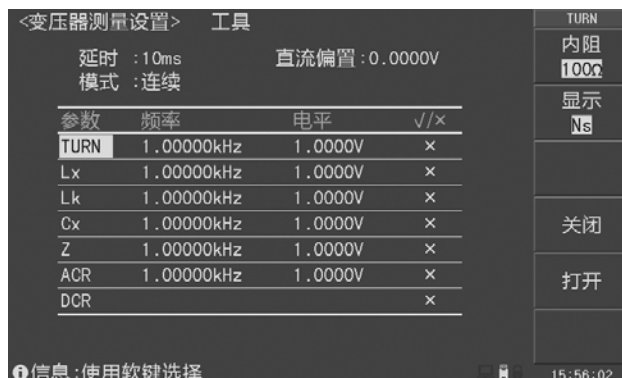 <变压器测量设置> 工具
延时 :10ms 直流偏置:0.0000V
模式 :连续
参数 频率 电平 √/×
TURN 1.00000kHz 1.0000V ×
Lx 1.00000kHz 1.0000V ×
Lk 1.00000kHz 1.0000V ×
Cx 1.00000kHz 1.0000V ×
Z 1.00000kHz 1.0000V ×
ACR 1.00000kHz 1.0000V ×
DCR ×
信息:使用软键选择
TURN
内阻
100Ω
显示
Ns
关闭
打开
15:56:02